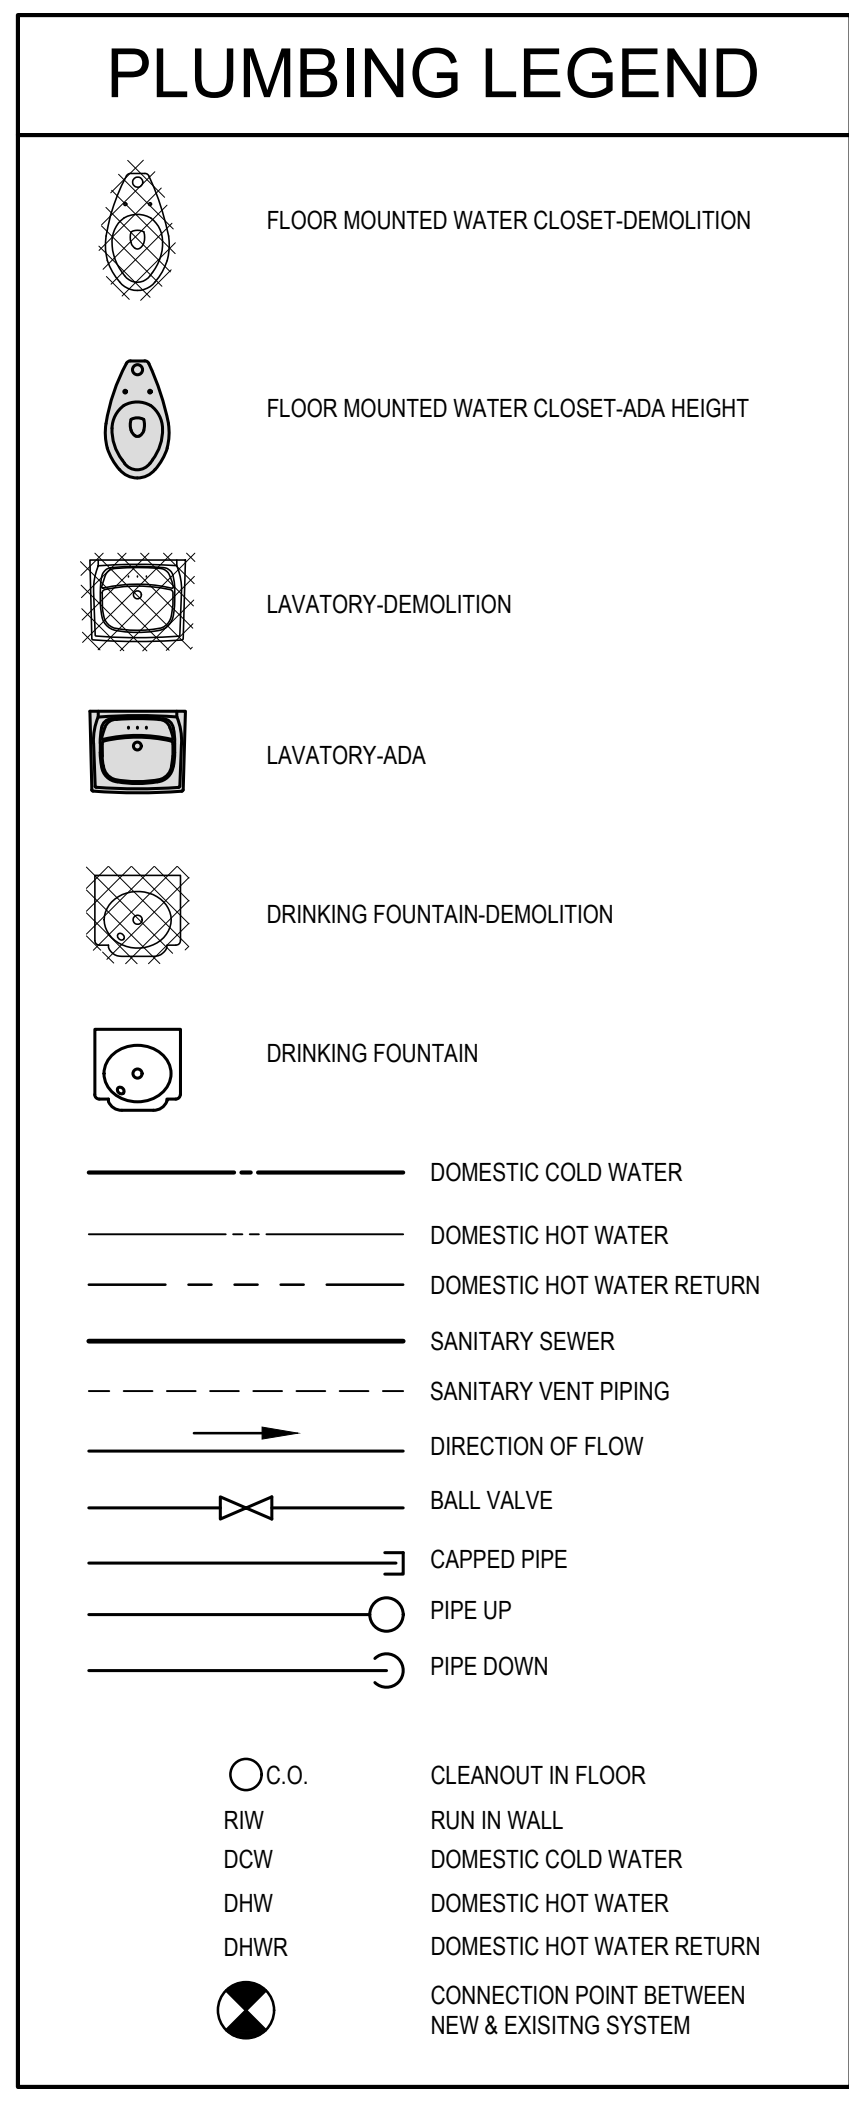 PLUMBING LEGEND
FLOOR MOUNTED WATER CLOSET-DEMOLITION
FLOOR MOUNTED WATER CLOSET-ADA HEIGHT
LAVATORY-DEMOLITION
LAVATORY-ADA
DRINKING FOUNTAIN-DEMOLITION
DRINKING FOUNTAIN
DOMESTIC COLD WATER
DOMESTIC HOT WATER
DOMESTIC HOT WATER RETURN
SANITARY SEWER
SANITARY VENT PIPING
DIRECTION OF FLOW
BALL VALVE
CAPPED PIPE
PIPE UP
PIPE DOWN
C.O. CLEANOUT IN FLOOR
RIW RUN IN WALL
DCW DOMESTIC COLD WATER
DHW DOMESTIC HOT WATER
DHWR DOMESTIC HOT WATER RETURN
CONNECTION POINT BETWEEN
NEW & EXISITNG SYSTEM